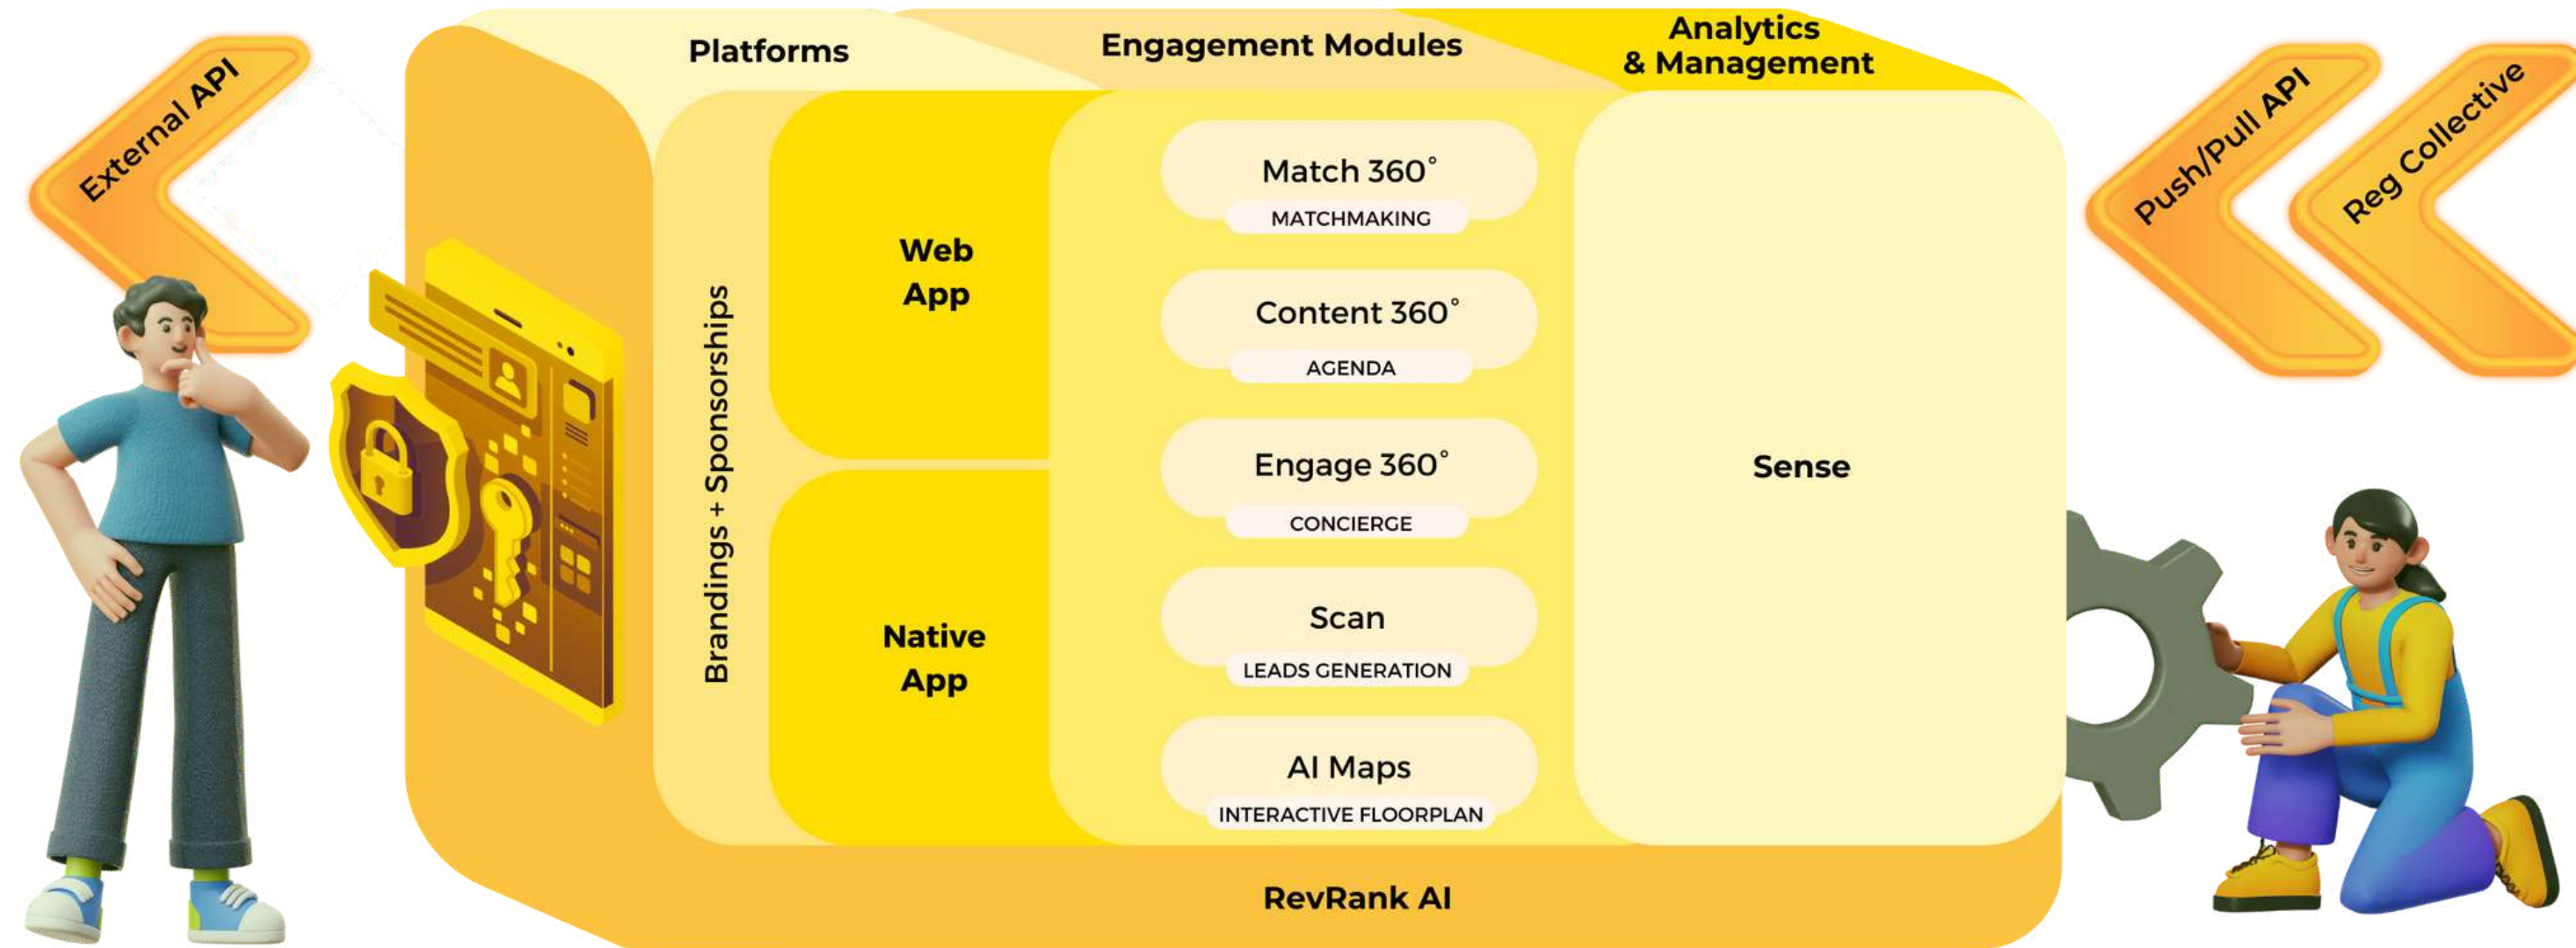 External API
Platforms
Engagement Modules
Analytics
& Management
Push/Pull API
Reg Collective
Brandings + Sponsorships
Web
App
Native
App
Match 360°
MATCHMAKING
Content 360°
AGENDA
Engage 360°
CONCIERGE
Scan
LEADS GENERATION
AI Maps
INTERACTIVE FLOORPLAN
Sense
RevRank AI